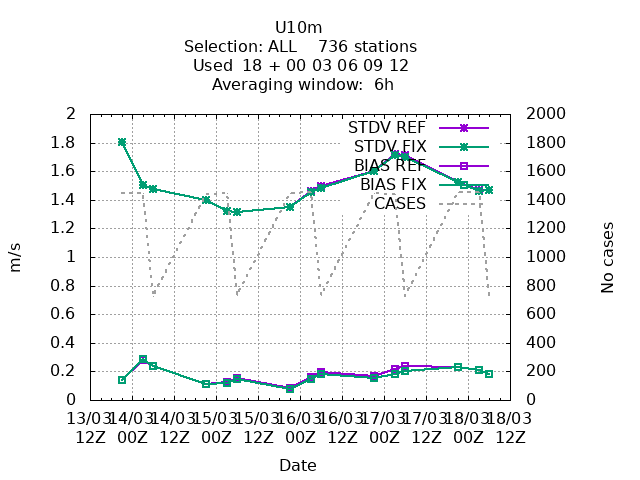 U10m
Selection: ALL    736 stations
Used  18 + 00 03 06 09 12
Averaging window:  6h
STDV REF
STDV FIX
BIAS REF
BIAS FIX
CASES
m/s
2
1.8
1.6
1.4
1.2
1
0.8
0.6
0.4
0.2
0
No cases
2000
1800
1600
1400
1200
1000
800
600
400
200
0
13/03 14/03 14/03 15/03 15/03 16/03 16/03 17/03 17/03 18/03 18/03
12Z 00Z 12Z 00Z 12Z 00Z 12Z 00Z 12Z 00Z 12Z
Date